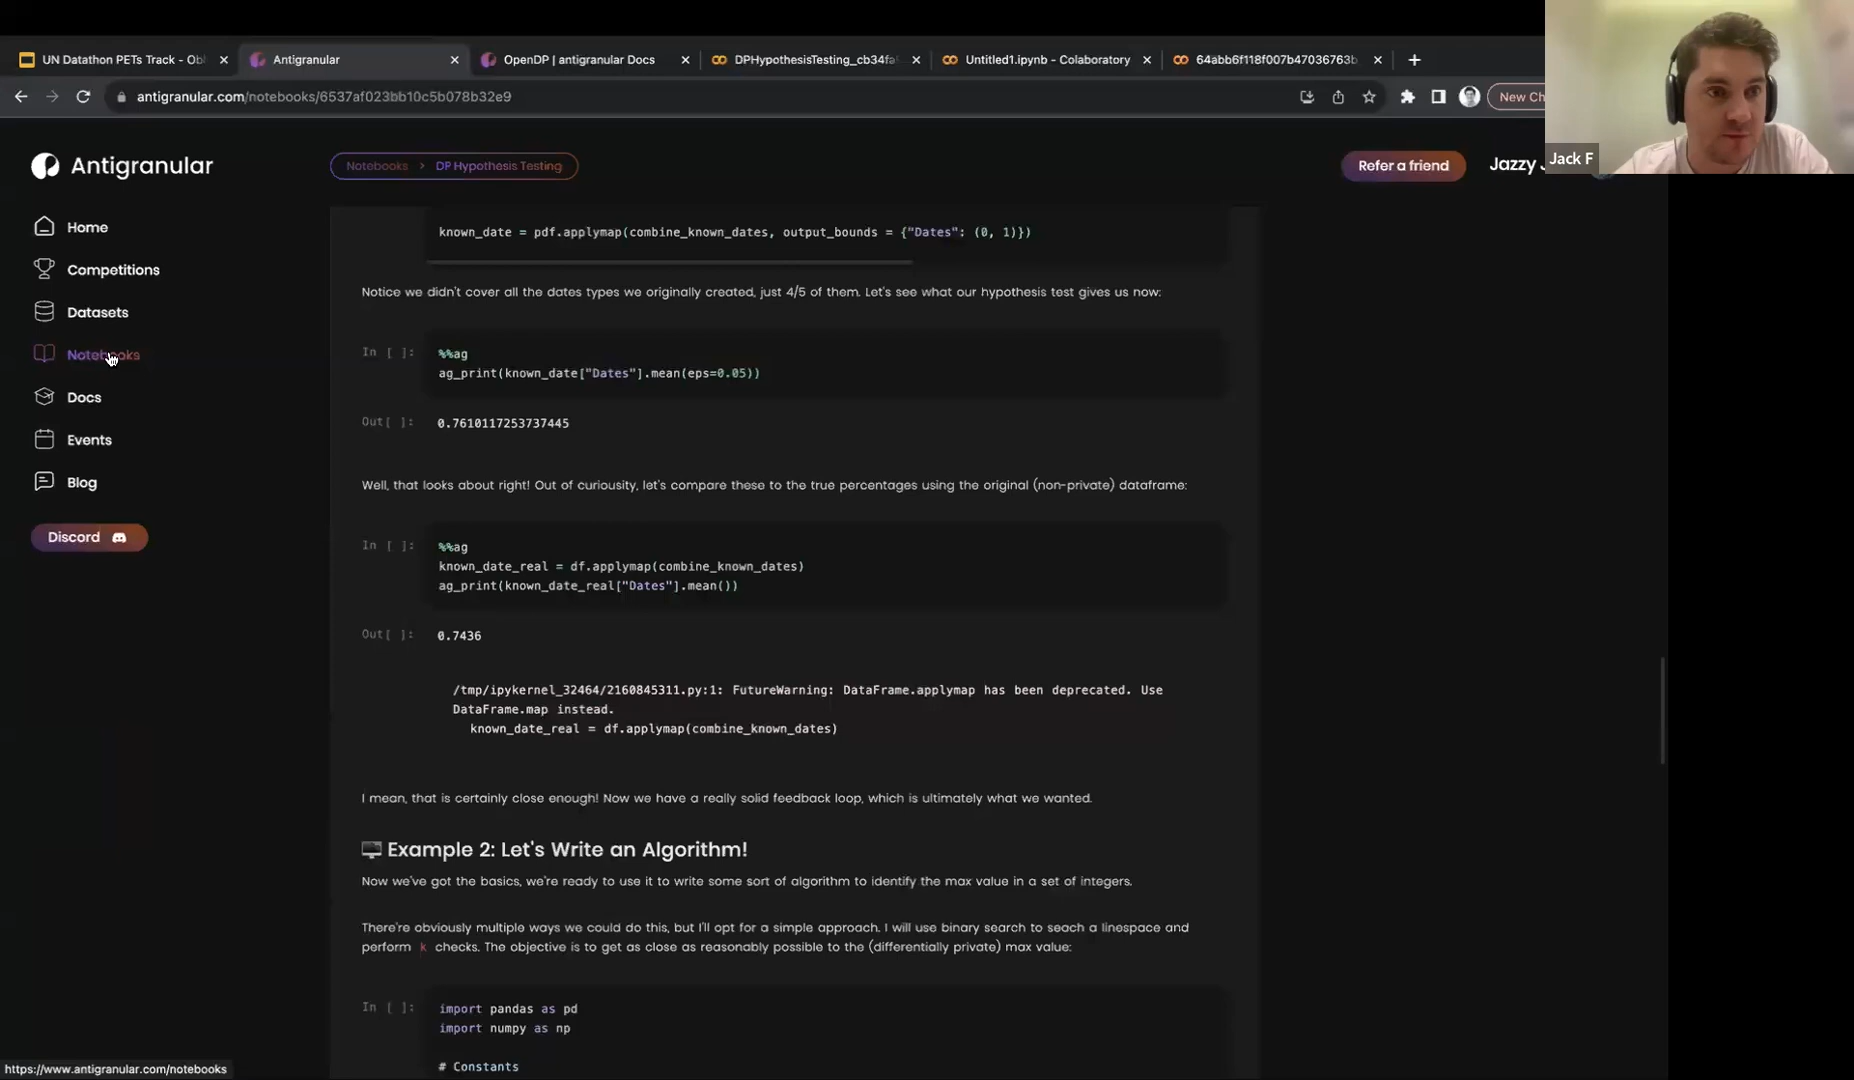 UN Datathon PETs Track - Ob
Antigranular
OpenDP | antigranular Docs
DPHypothesisTesting_cb34fa
Untitled1.ipynb - Colaboratory
64abb6f118f007b47036763b
antigranular.com/notebooks/6537af023bb10c5b078b32e9
New Ch
Jack F
Antigranular
Notebooks > DP Hypothesis Testing
Refer a friend
Jazzy J
Home
Competitions
Datasets
Notebooks
Docs
Events
Blog
Discord
known_date = pdf.applymap(combine_known_dates, output_bounds = {"Dates": (0, 1)})
Notice we didn't cover all the dates types we originally created, just 4/5 of them. Let's see what our hypothesis test gives us now:
In [ ]:
%%ag
ag_print(known_date["Dates"].mean(eps=0.05))
Out[ ]:
0.7610117253737445
Well, that looks about right! Out of curiosity, let's compare these to the true percentages using the original (non-private) dataframe:
In [ ]:
%%ag
known_date_real = df.applymap(combine_known_dates)
ag_print(known_date_real["Dates"].mean())
Out[ ]:
0.7436
/tmp/ipykernel_32464/2160845311.py:1: FutureWarning: DataFrame.applymap has been deprecated. Use
DataFrame.map instead.
known_date_real = df.applymap(combine_known_dates)
I mean, that is certainly close enough! Now we have a really solid feedback loop, which is ultimately what we wanted.
Example 2: Let's Write an Algorithm!
Now we've got the basics, we're ready to use it to write some sort of algorithm to identify the max value in a set of integers.
There're obviously multiple ways we could do this, but I'll opt for a simple approach. I will use binary search to seach a linespace and
perform k checks. The objective is to get as close as reasonably possible to the (differentially private) max value:
In [ ]:
import pandas as pd
import numpy as np
# Constants
https://www.antigranular.com/notebooks